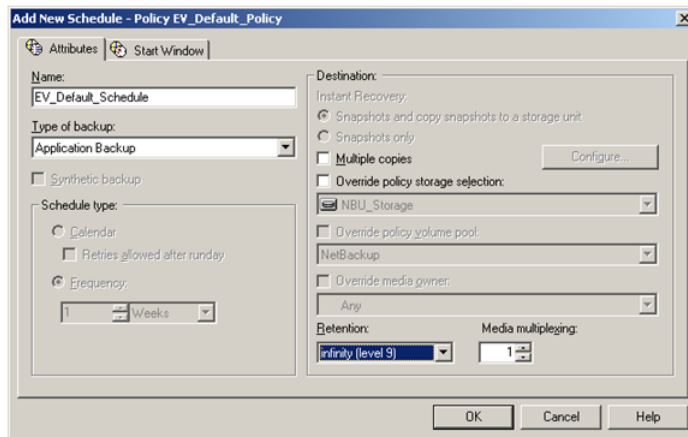 Add New Schedule - Policy EV_Default_Policy
Attributes
Start Window
Name:
EV_Default_Schedule
Type of backup:
Application Backup
Synthetic backup
Schedule type:
Calendar
Retries allowed after runday
Frequency:
1
Weeks
Destination:
Instant Recovery:
Snapshots and copy snapshots to a storage unit
Snapshots only
Multiple copies
Configure...
Override policy storage selection:
NBU_Storage
Override policy volume pool:
NetBackup
Override media owner:
Any
Retention:
Media multiplexing:
infinity (level 9)
1
OK
Cancel
Help